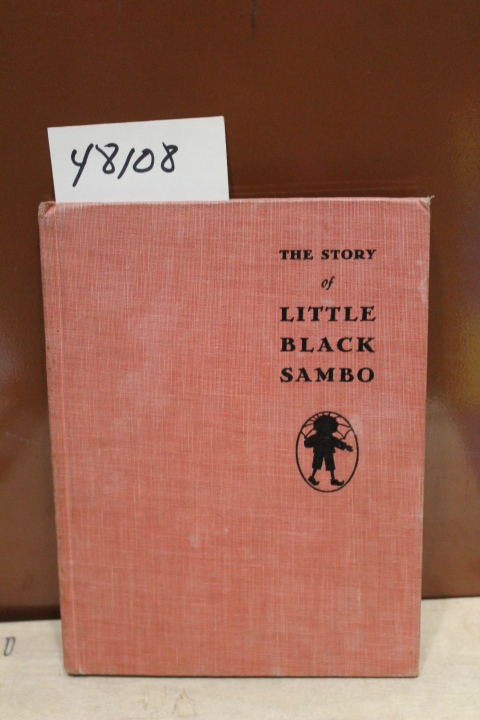 48108
THE STORY
of
LITTLE
BLACK
SAMBO